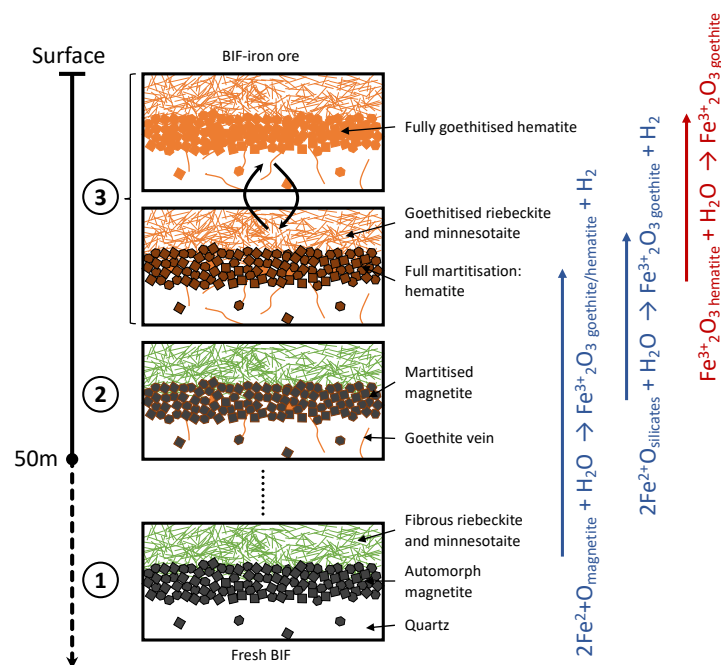 Surface
BIF-iron ore
Fully goethitised hematite
3
Goethitised riebeckite
and minnesotaite
Full martitisation:
hematite
2
Martitised
magnetite
Goethite vein
50m
Fibrous riebeckite
and minnesotaite
1
Automorph
magnetite
Quartz
Fresh BIF
2Fe²⁺O magnetite + H₂O → Fe³⁺₂O₃ goethite/hematite + H₂
2Fe²⁺O silicates + H₂O → Fe³⁺₂O₃ goethite + H₂
Fe³⁺₂O₃ hematite + H₂O → Fe³⁺₂O₃ goethite